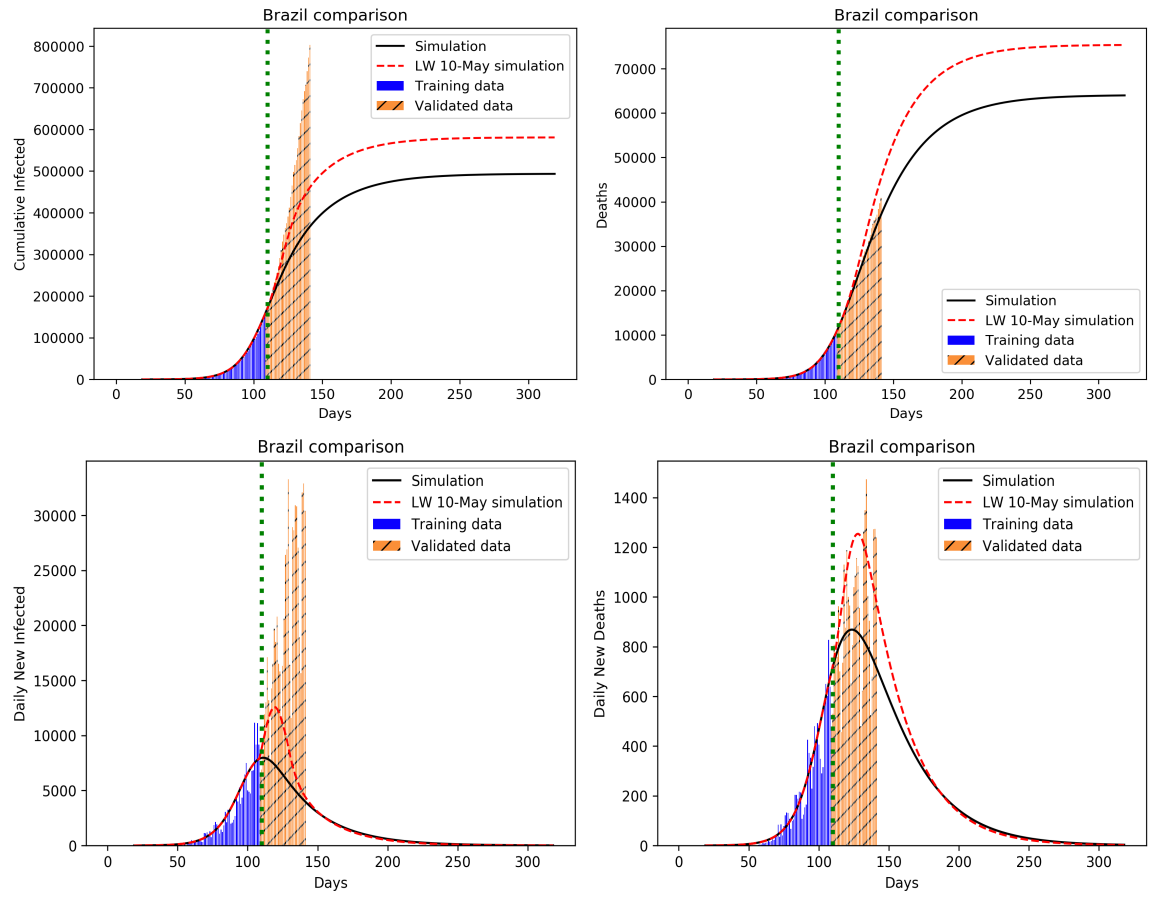 Brazil comparison
Cumulative Infected
800000
700000
600000
500000
400000
300000
200000
100000
0
Simulation
LW 10-May simulation
Training data
Validated data
0 50 100 150 200 250 300
Days
Brazil comparison
Deaths
70000
60000
50000
40000
30000
20000
10000
0
Simulation
LW 10-May simulation
Training data
Validated data
0 50 100 150 200 250 300
Days
Brazil comparison
Daily New Infected
30000
25000
20000
15000
10000
5000
0
Simulation
LW 10-May simulation
Training data
Validated data
0 50 100 150 200 250 300
Days
Brazil comparison
Daily New Deaths
1400
1200
1000
800
600
400
200
0
Simulation
LW 10-May simulation
Training data
Validated data
0 50 100 150 200 250 300
Days